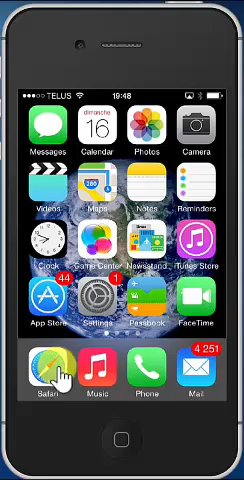 TELUS 19:48
dimanche
16
280
Messages Calendar Photos Camera
Videos Maps Notes Reminders
Clock Game Center Newsstand iTunes Store
44 1
App Store Settings Passbook FaceTime
4 251
Safari Music Phone Mail